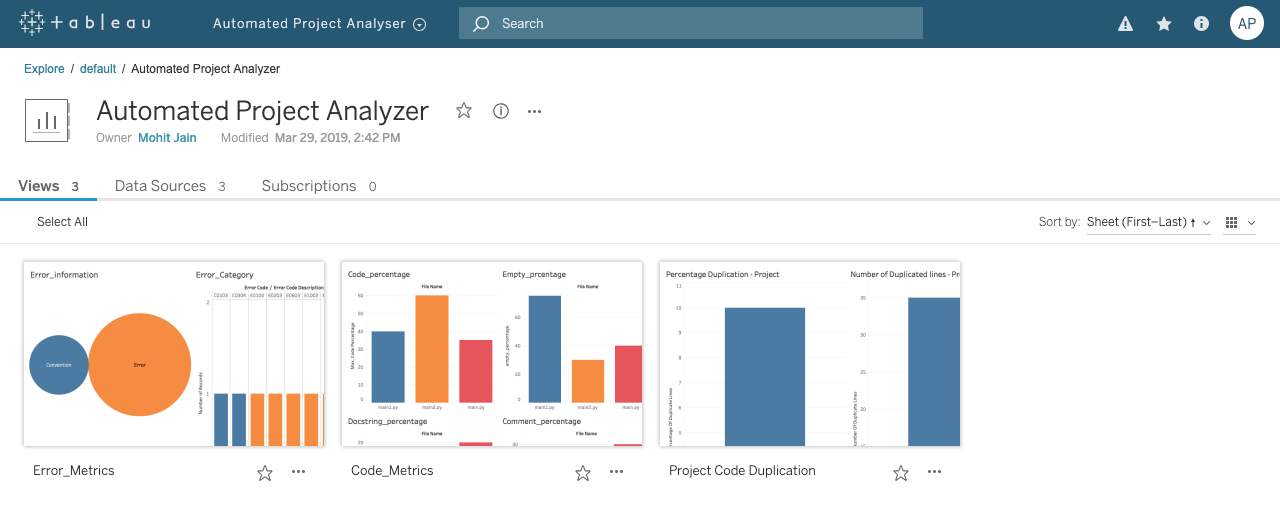 tableau
Automated Project Analyser
Search
AP
Explore / default / Automated Project Analyzer
Automated Project Analyzer
Owner Mohit Jain Modified Mar 29, 2019, 2:42 PM
Views 3 Data Sources 3 Subscriptions 0
Select All
Sort by: Sheet (First–Last)
Error_information
Error_Category
Error Code / Error Code Description
C0103 C0304 E0100 E0203 E0603 E1002
2
1
Number of Records
Convention
Error
Code_percentage
File Name
60
50
40
30
20
10
0
Max. Code Percentage
main1.py main2.py main.py
Empty_prcentage
File Name
60
40
20
0
empty_percentage
main1.py main2.py main.py
Docstring_percentage
File Name
20
Comment_percentage
File Name
30
Percentage Duplication - Project
11
10
9
8
7
6
5
Percentage Of Duplicate Lines
Number of Duplicated lines - Pr
35
30
25
20
Number Of Duplicate Lines
Error_Metrics
Code_Metrics
Project Code Duplication